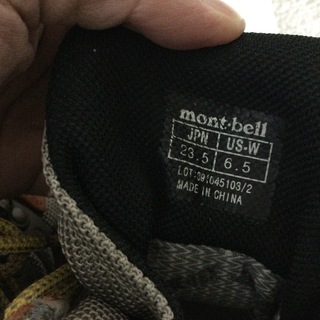 mont·bell
JPN US-W
23.5 6.5
LOT:091045103/2
MADE IN CHINA